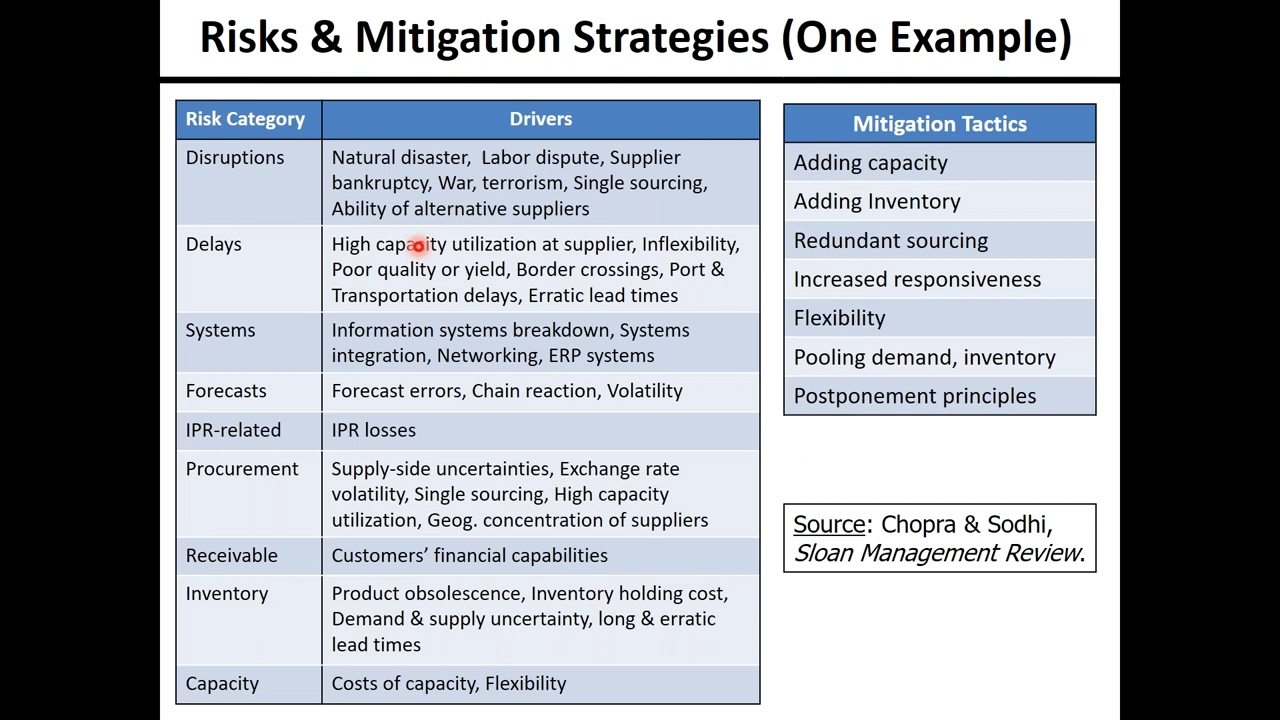 Risks & Mitigation Strategies (One Example)
Risk Category
Drivers
Disruptions
Natural disaster, Labor dispute, Supplier
bankruptcy, War, terrorism, Single sourcing,
Ability of alternative suppliers
Delays
High capacity utilization at supplier, Inflexibility,
Poor quality or yield, Border crossings, Port &
Transportation delays, Erratic lead times
Systems
Information systems breakdown, Systems
integration, Networking, ERP systems
Forecasts
Forecast errors, Chain reaction, Volatility
IPR-related
IPR losses
Procurement
Supply-side uncertainties, Exchange rate
volatility, Single sourcing, High capacity
utilization, Geog. concentration of suppliers
Receivable
Customers’ financial capabilities
Inventory
Product obsolescence, Inventory holding cost,
Demand & supply uncertainty, long & erratic
lead times
Capacity
Costs of capacity, Flexibility
Mitigation Tactics
Adding capacity
Adding Inventory
Redundant sourcing
Increased responsiveness
Flexibility
Pooling demand, inventory
Postponement principles
Source: Chopra & Sodhi,
Sloan Management Review.